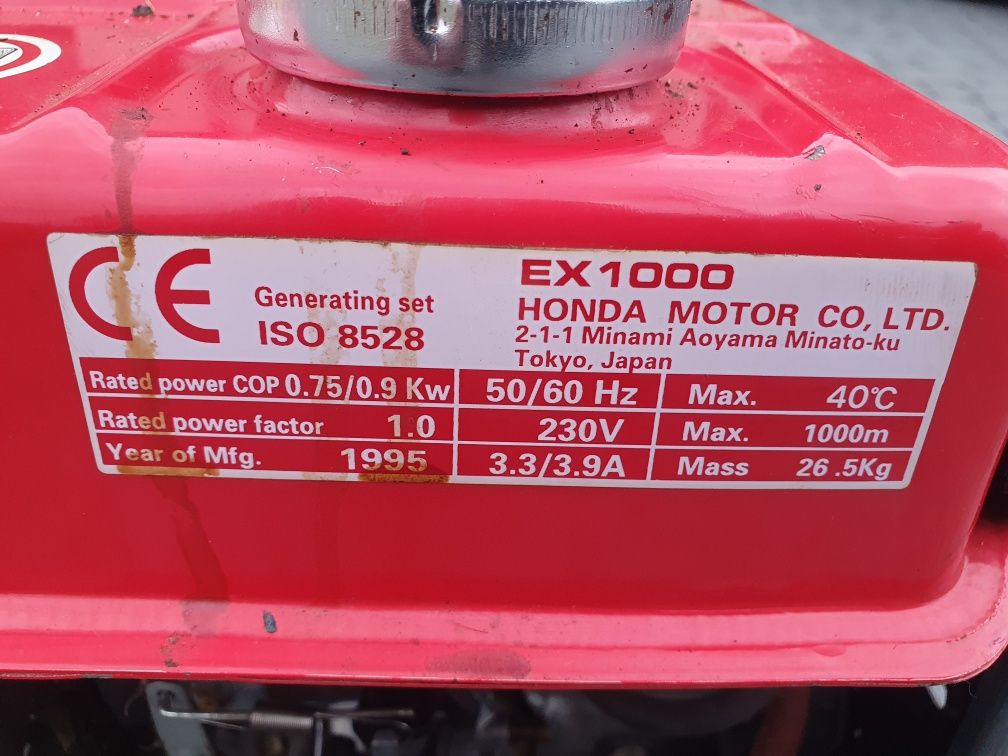 CE
Generating set
ISO 8528
EX1000
HONDA MOTOR CO, LTD.
2-1-1 Minami Aoyama Minato-ku
Tokyo, Japan
Rated power COP 0.75/0.9 Kw 50/60 Hz Max. 40℃
Rated power factor 1.0 230V Max. 1000m
Year of Mfg. 1995 3.3/3.9A Mass 26.5Kg